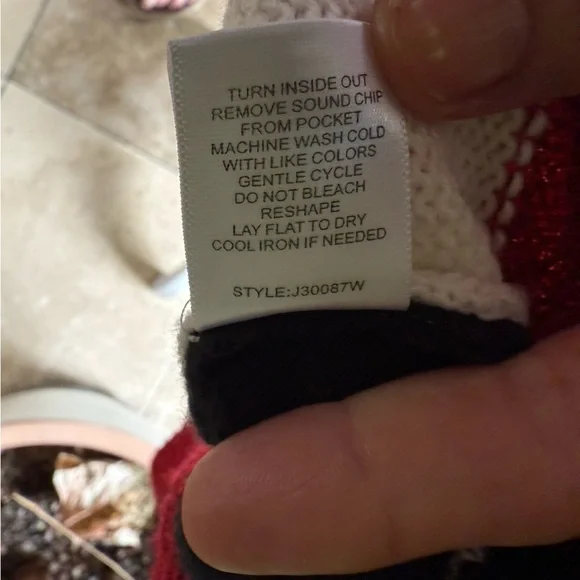 TURN INSIDE OUT
REMOVE SOUND CHIP
FROM POCKET
MACHINE WASH COLD
WITH LIKE COLORS
GENTLE CYCLE
DO NOT BLEACH
RESHAPE
LAY FLAT TO DRY
COOL IRON IF NEEDED
STYLE:J30087W